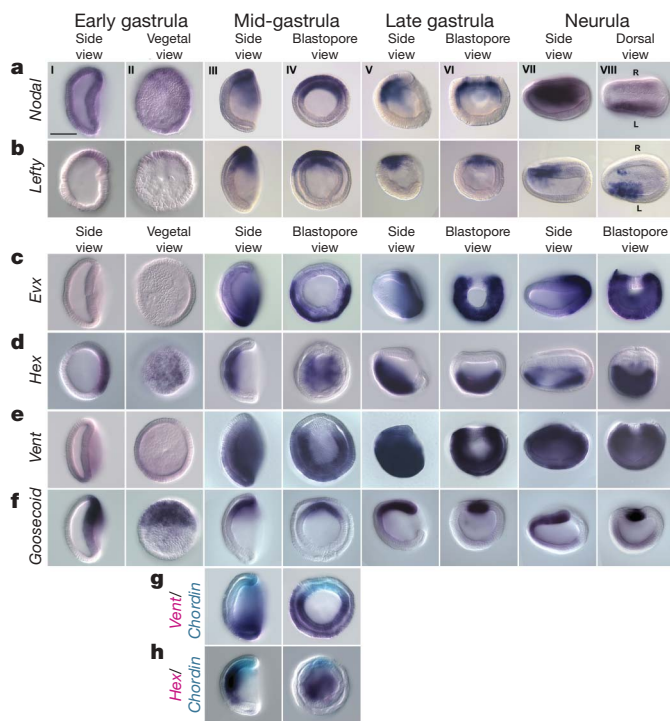 Early gastrula Mid-gastrula Late gastrula Neurula
Side view Vegetal view Side view Blastopore view Side view Blastopore view Side view Dorsal view
a Nodal I II III IV V VI VII VIII R L
b Lefty R L
Side view Vegetal view Side view Blastopore view Side view Blastopore view Side view Blastopore view
c Evx
d Hex
e Vent
f Goosecoid
g Vent/
Chordin
h Hex/
Chordin